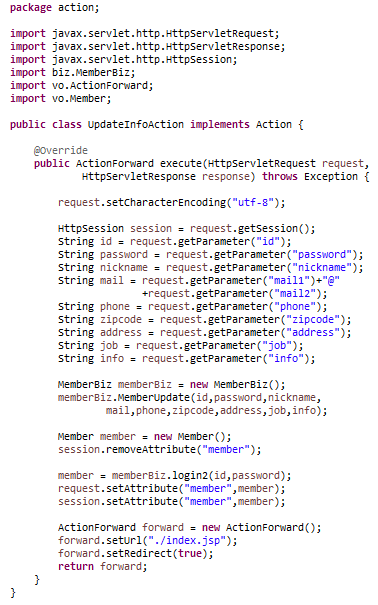 package action;
import javax.servlet.http.HttpServletRequest;
import javax.servlet.http.HttpServletResponse;
import javax.servlet.http.HttpSession;
import biz.MemberBiz;
import vo.ActionForward;
import vo.Member;
public class UpdateInfoAction implements Action {
@Override
public ActionForward execute(HttpServletRequest request,
HttpServletResponse response) throws Exception {
request.setCharacterEncoding("utf-8");
HttpSession session = request.getSession();
String id = request.getParameter("id");
String password = request.getParameter("password");
String nickname = request.getParameter("nickname");
String mail = request.getParameter("mail1")+"@"
+request.getParameter("mail2");
String phone = request.getParameter("phone");
String zipcode = request.getParameter("zipcode");
String address = request.getParameter("address");
String job = request.getParameter("job");
String info = request.getParameter("info");
MemberBiz memberBiz = new MemberBiz();
memberBiz.MemberUpdate(id,password,nickname,
mail,phone,zipcode,address,job,info);
Member member = new Member();
session.removeAttribute("member");
member = memberBiz.login2(id,password);
request.setAttribute("member",member);
session.setAttribute("member",member);
ActionForward forward = new ActionForward();
forward.setUrl("./index.jsp");
forward.setRedirect(true);
return forward;
}
}